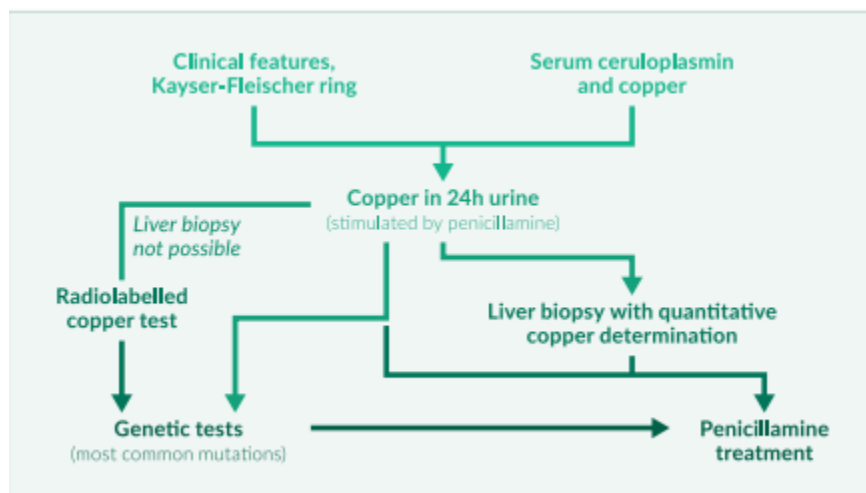 Clinical features,
Kayser-Fleischer ring
Serum ceruloplasmin
and copper
Copper in 24h urine
(stimulated by penicillamine)
Liver biopsy
not possible
Radiolabelled
copper test
Liver biopsy with quantitative
copper determination
Genetic tests
(most common mutations)
Penicillamine
treatment